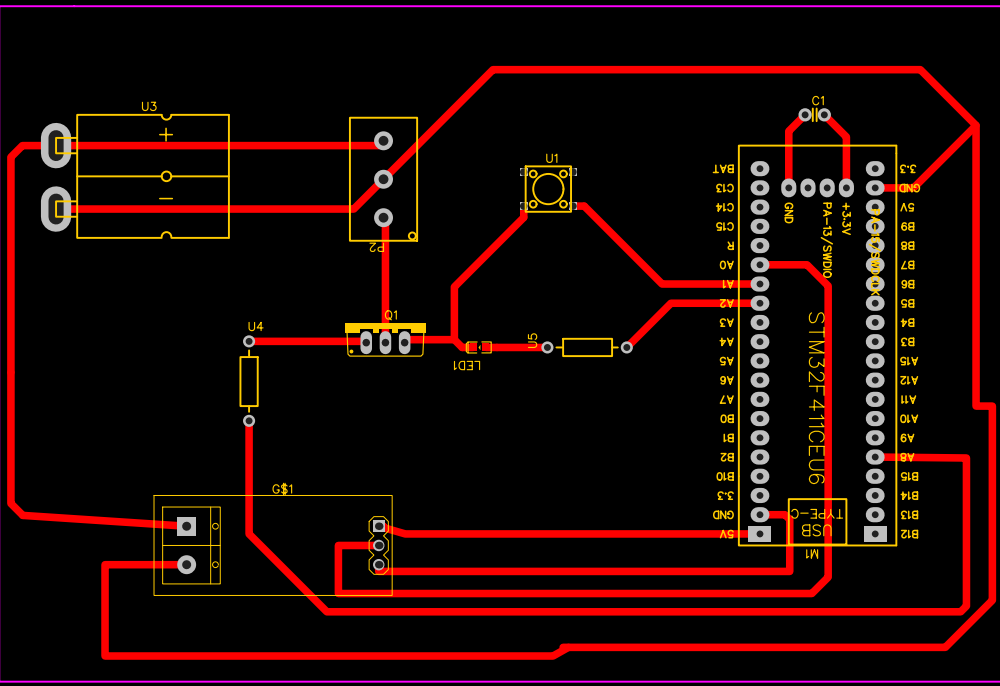 U3
+
−
P2
U1
C1
Q1
U4
U5
LED1
G$1
BAT
C13
C14
C15
R
A0
A1
A2
A3
A4
A5
A6
A7
B0
B1
B2
B10
3.3
GND
5V
GND
PA-13/SWDIO
+3.3V
STM32F411CEU6
USB
TYPE-C
M1
3.3
GND
5V
B9
B8
B7
B6
B5
B4
B3
A15
A12
A11
A10
A9
A8
B15
B14
B13
B12